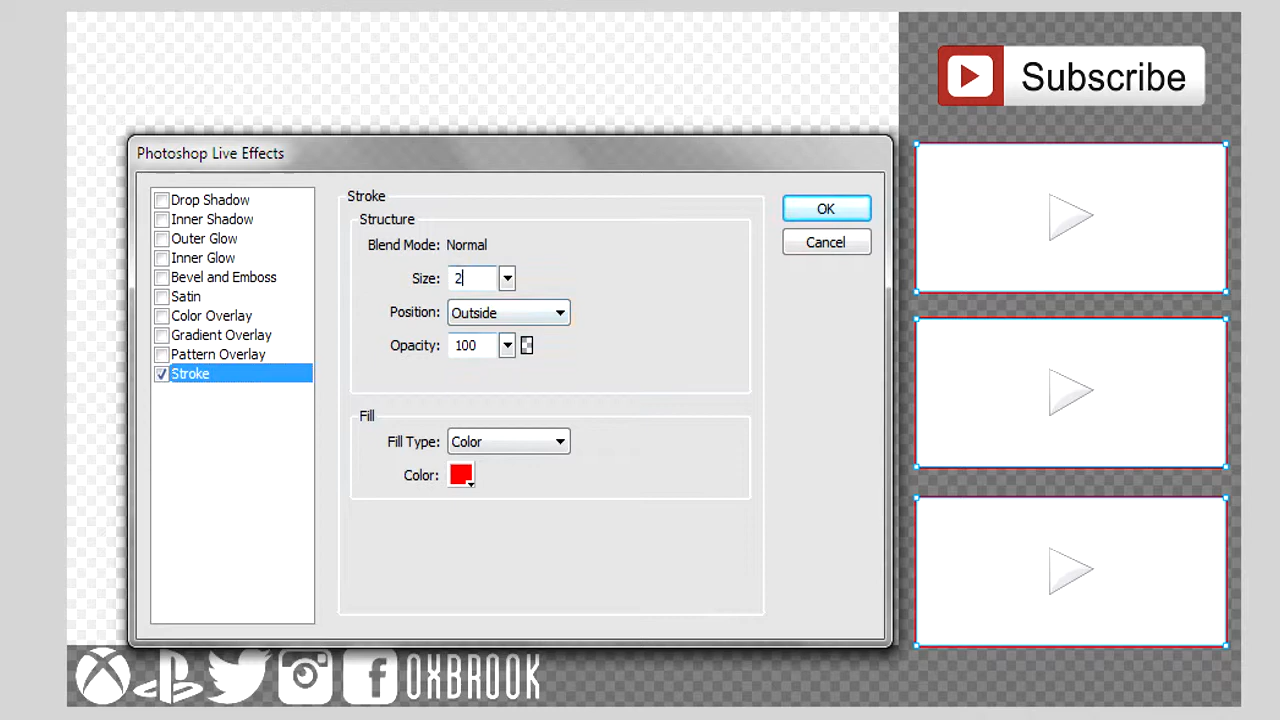 Subscribe
Photoshop Live Effects
Drop Shadow
Inner Shadow
Outer Glow
Inner Glow
Bevel and Emboss
Satin
Color Overlay
Gradient Overlay
Pattern Overlay
Stroke
Stroke
Structure
Blend Mode: Normal
Size: 2
Position: Outside
Opacity: 100
Fill
Fill Type: Color
Color:
OK
Cancel
OXBROOK